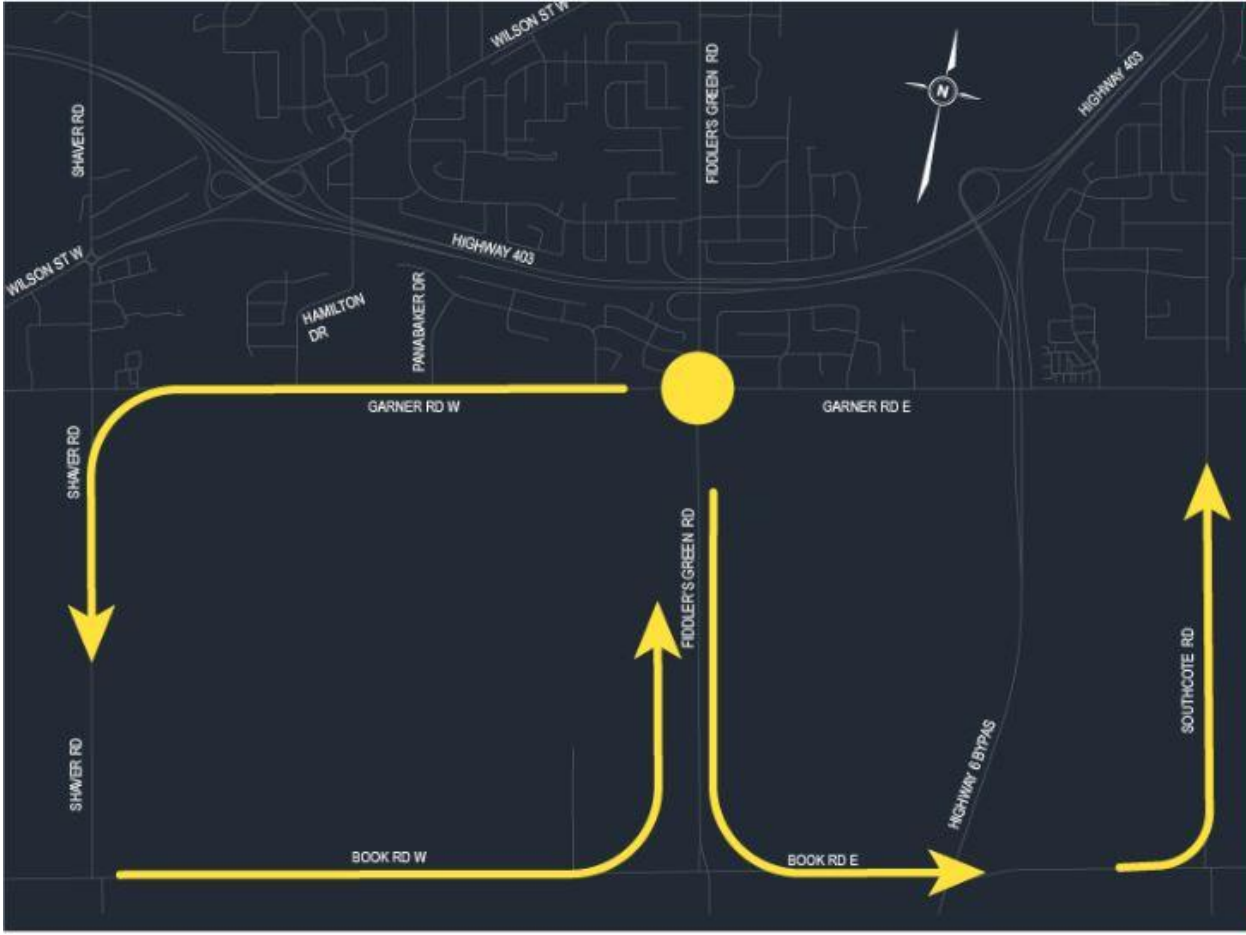 WILSON ST W
FIDDLER'S GREEN RD
N
HIGHWAY 403
SHAVER RD
WILSON ST W
HIGHWAY 403
HAMILTON
DR
PANABAKER DR
GARNER RD W
GARNER RD E
SHAVER RD
FIDDLER'S GREEN RD
SOUTHCOTE RD
SHAVER RD
HIGHWAY 6 BYPAS
BOOK RD W
BOOK RD E